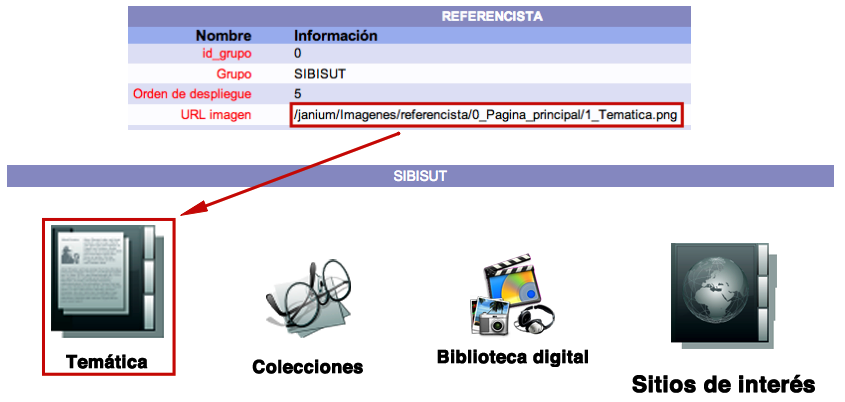 REFERENCISTA
Nombre Información
id_grupo 0
Grupo SIBISUT
Orden de despliegue 5
URL imagen /janium/Imagenes/referencista/0_Pagina_principal/1_Tematica.png
SIBISUT
Temática
Colecciones
Biblioteca digital
Sitios de interés